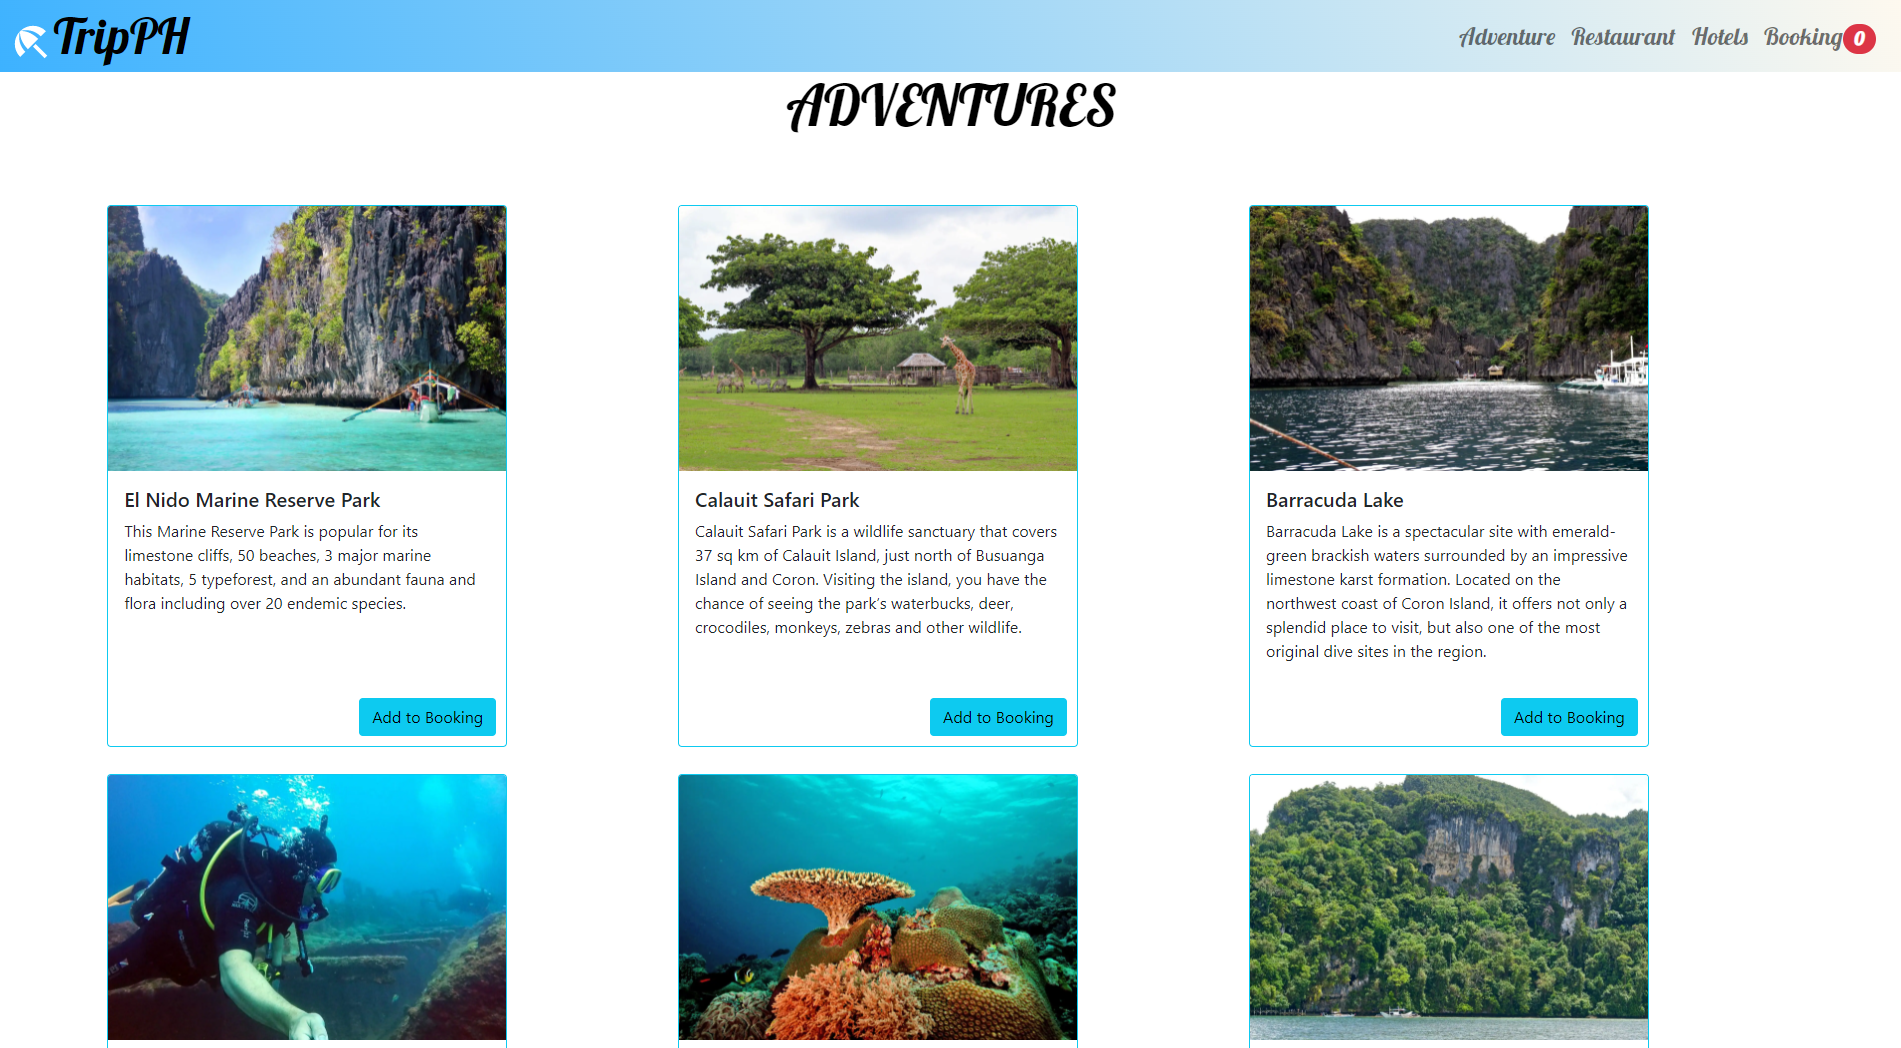 TripPH
Adventure Restaurant Hotels Booking 0
ADVENTURES
El Nido Marine Reserve Park
This Marine Reserve Park is popular for its
limestone cliffs, 50 beaches, 3 major marine
habitats, 5 typeforest, and an abundant fauna and
flora including over 20 endemic species.
Add to Booking
Calauit Safari Park
Calauit Safari Park is a wildlife sanctuary that covers
37 sq km of Calauit Island, just north of Busuanga
Island and Coron. Visiting the island, you have the
chance of seeing the park's waterbucks, deer,
crocodiles, monkeys, zebras and other wildlife.
Add to Booking
Barracuda Lake
Barracuda Lake is a spectacular site with emerald-
green brackish waters surrounded by an impressive
limestone karst formation. Located on the
northwest coast of Coron Island, it offers not only a
splendid place to visit, but also one of the most
original dive sites in the region.
Add to Booking